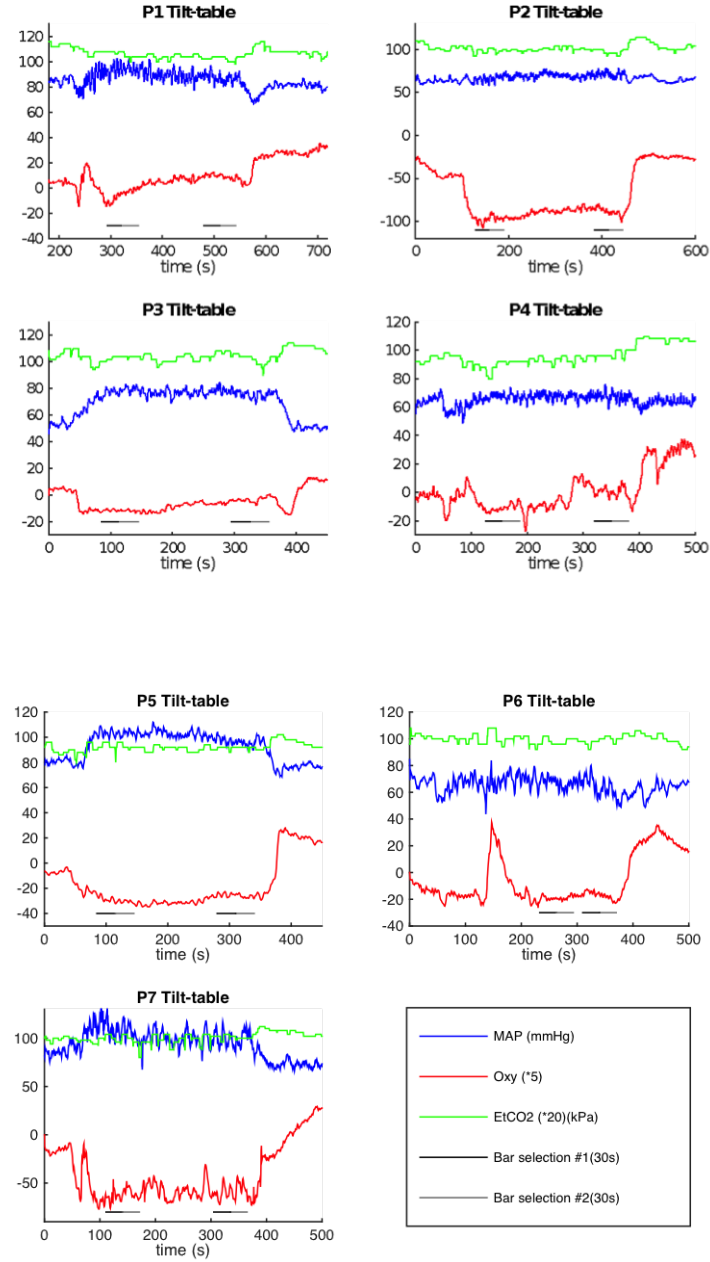 P1 Tilt-table
P2 Tilt-table
120
100
80
60
40
20
0
-20
-40
200 300 400 500 600 700
time (s)
100
50
0
-50
-100
0 200 400 600
time (s)
P3 Tilt-table
P4 Tilt-table
120
100
80
60
40
20
0
-20
0 100 200 300 400
time (s)
120
100
80
60
40
20
0
-20
0 100 200 300 400 500
time (s)
P5 Tilt-table
P6 Tilt-table
120
100
80
60
40
20
0
-20
-40
0 100 200 300 400
time (s)
120
100
80
60
40
20
0
-20
-40
0 100 200 300 400 500
time (s)
P7 Tilt-table
100
50
0
-50
0 100 200 300 400 500
time (s)
MAP (mmHg)
Oxy (*5)
EtCO2 (*20)(kPa)
Bar selection #1(30s)
Bar selection #2(30s)